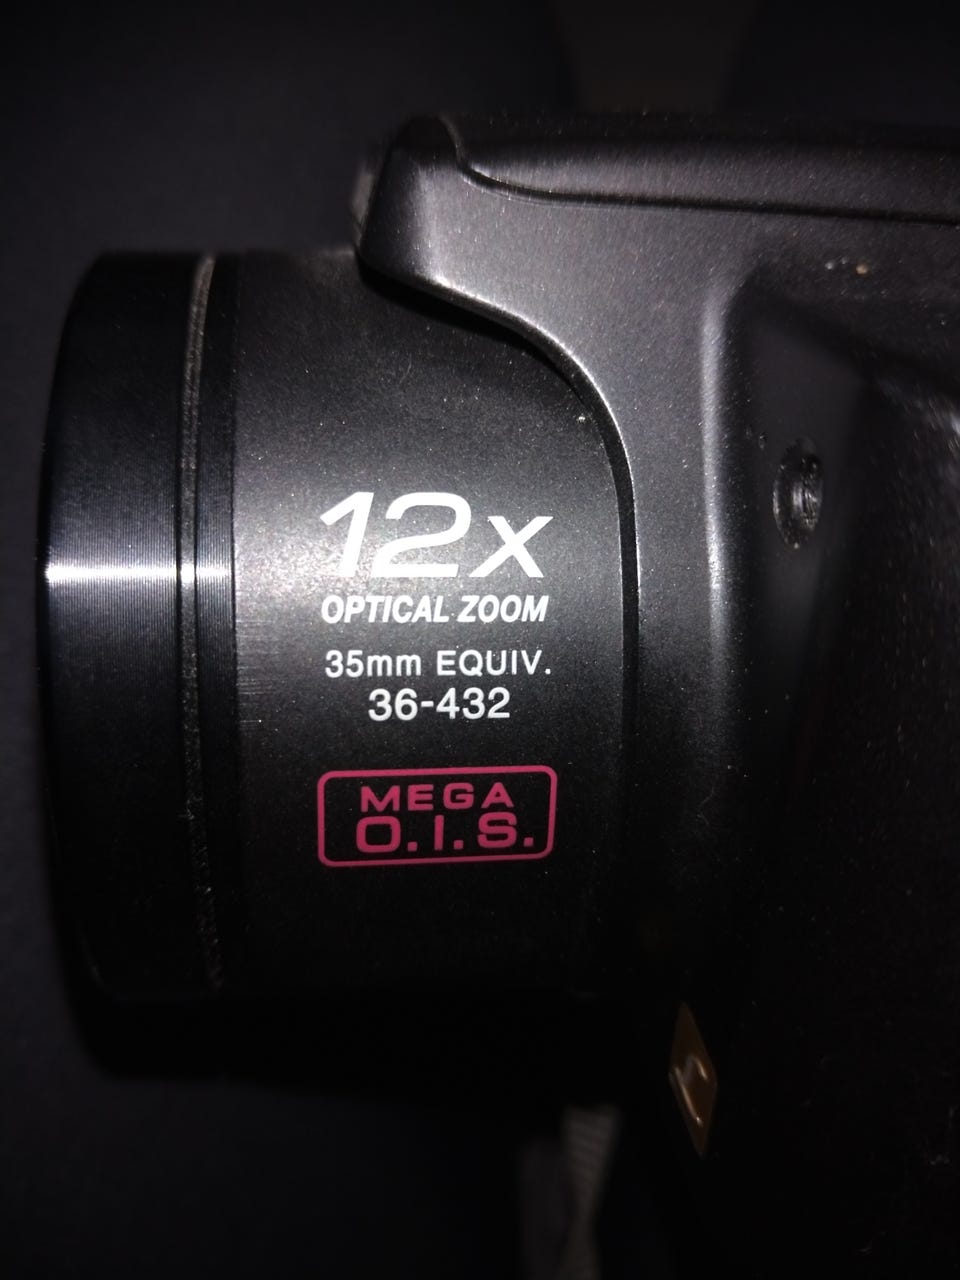 12x
OPTICAL ZOOM
35mm EQUIV.
36-432
MEGA
O.I.S.